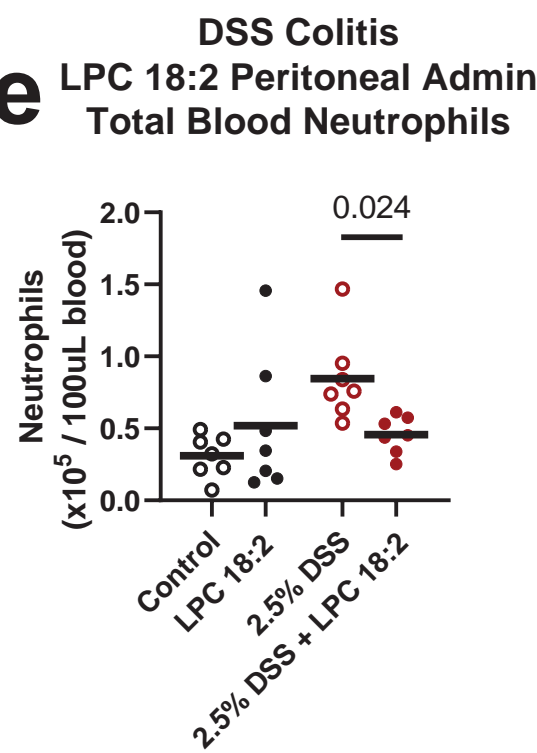 e
DSS Colitis
LPC 18:2 Peritoneal Admin
Total Blood Neutrophils
0.024
Neutrophils
(x10⁵ / 100uL blood)
2.0
1.5
1.0
0.5
0.0
Control
LPC 18:2
2.5% DSS
2.5% DSS + LPC 18:2